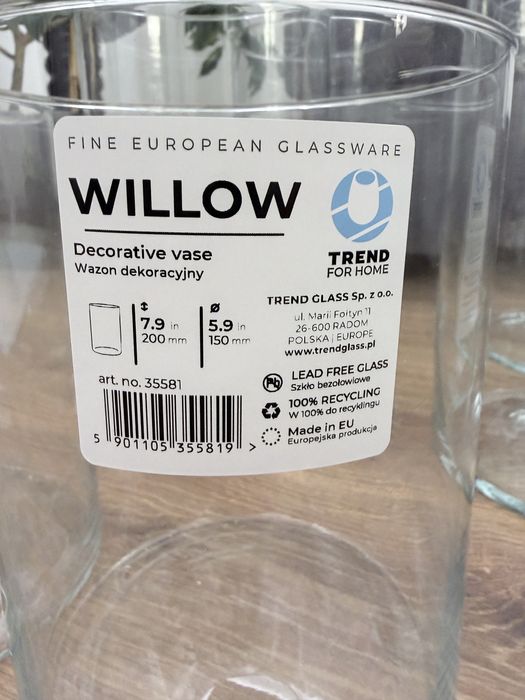 FINE EUROPEAN GLASSWARE
WILLOW
Decorative vase
Wazon dekoracyjny
7.9 in
200 mm
ø
5.9 in
150 mm
art. no. 35581
5 901105 355819 >
TREND
FOR HOME
TREND GLASS Sp. z o.o.
ul. Marii Fołtyn 11
26-600 RADOM
POLSKA | EUROPE
www.trendglass.pl
Pb
LEAD FREE GLASS
Szkło bezołowiowe
100% RECYCLING
W 100% do recyklingu
Made in EU
Europejska produkcja